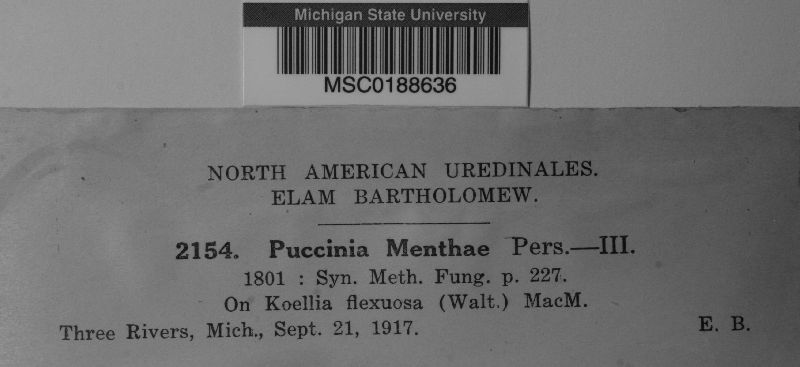 Michigan State University
MSC0188636
NORTH AMERICAN UREDINALES.
ELAM BARTHOLOMEW.
2154. Puccinia Menthae Pers.—III.
1801 : Syn. Meth. Fung. p. 227.
On Koellia flexuosa (Walt.) MacM.
Three Rivers, Mich., Sept. 21, 1917. E. B.